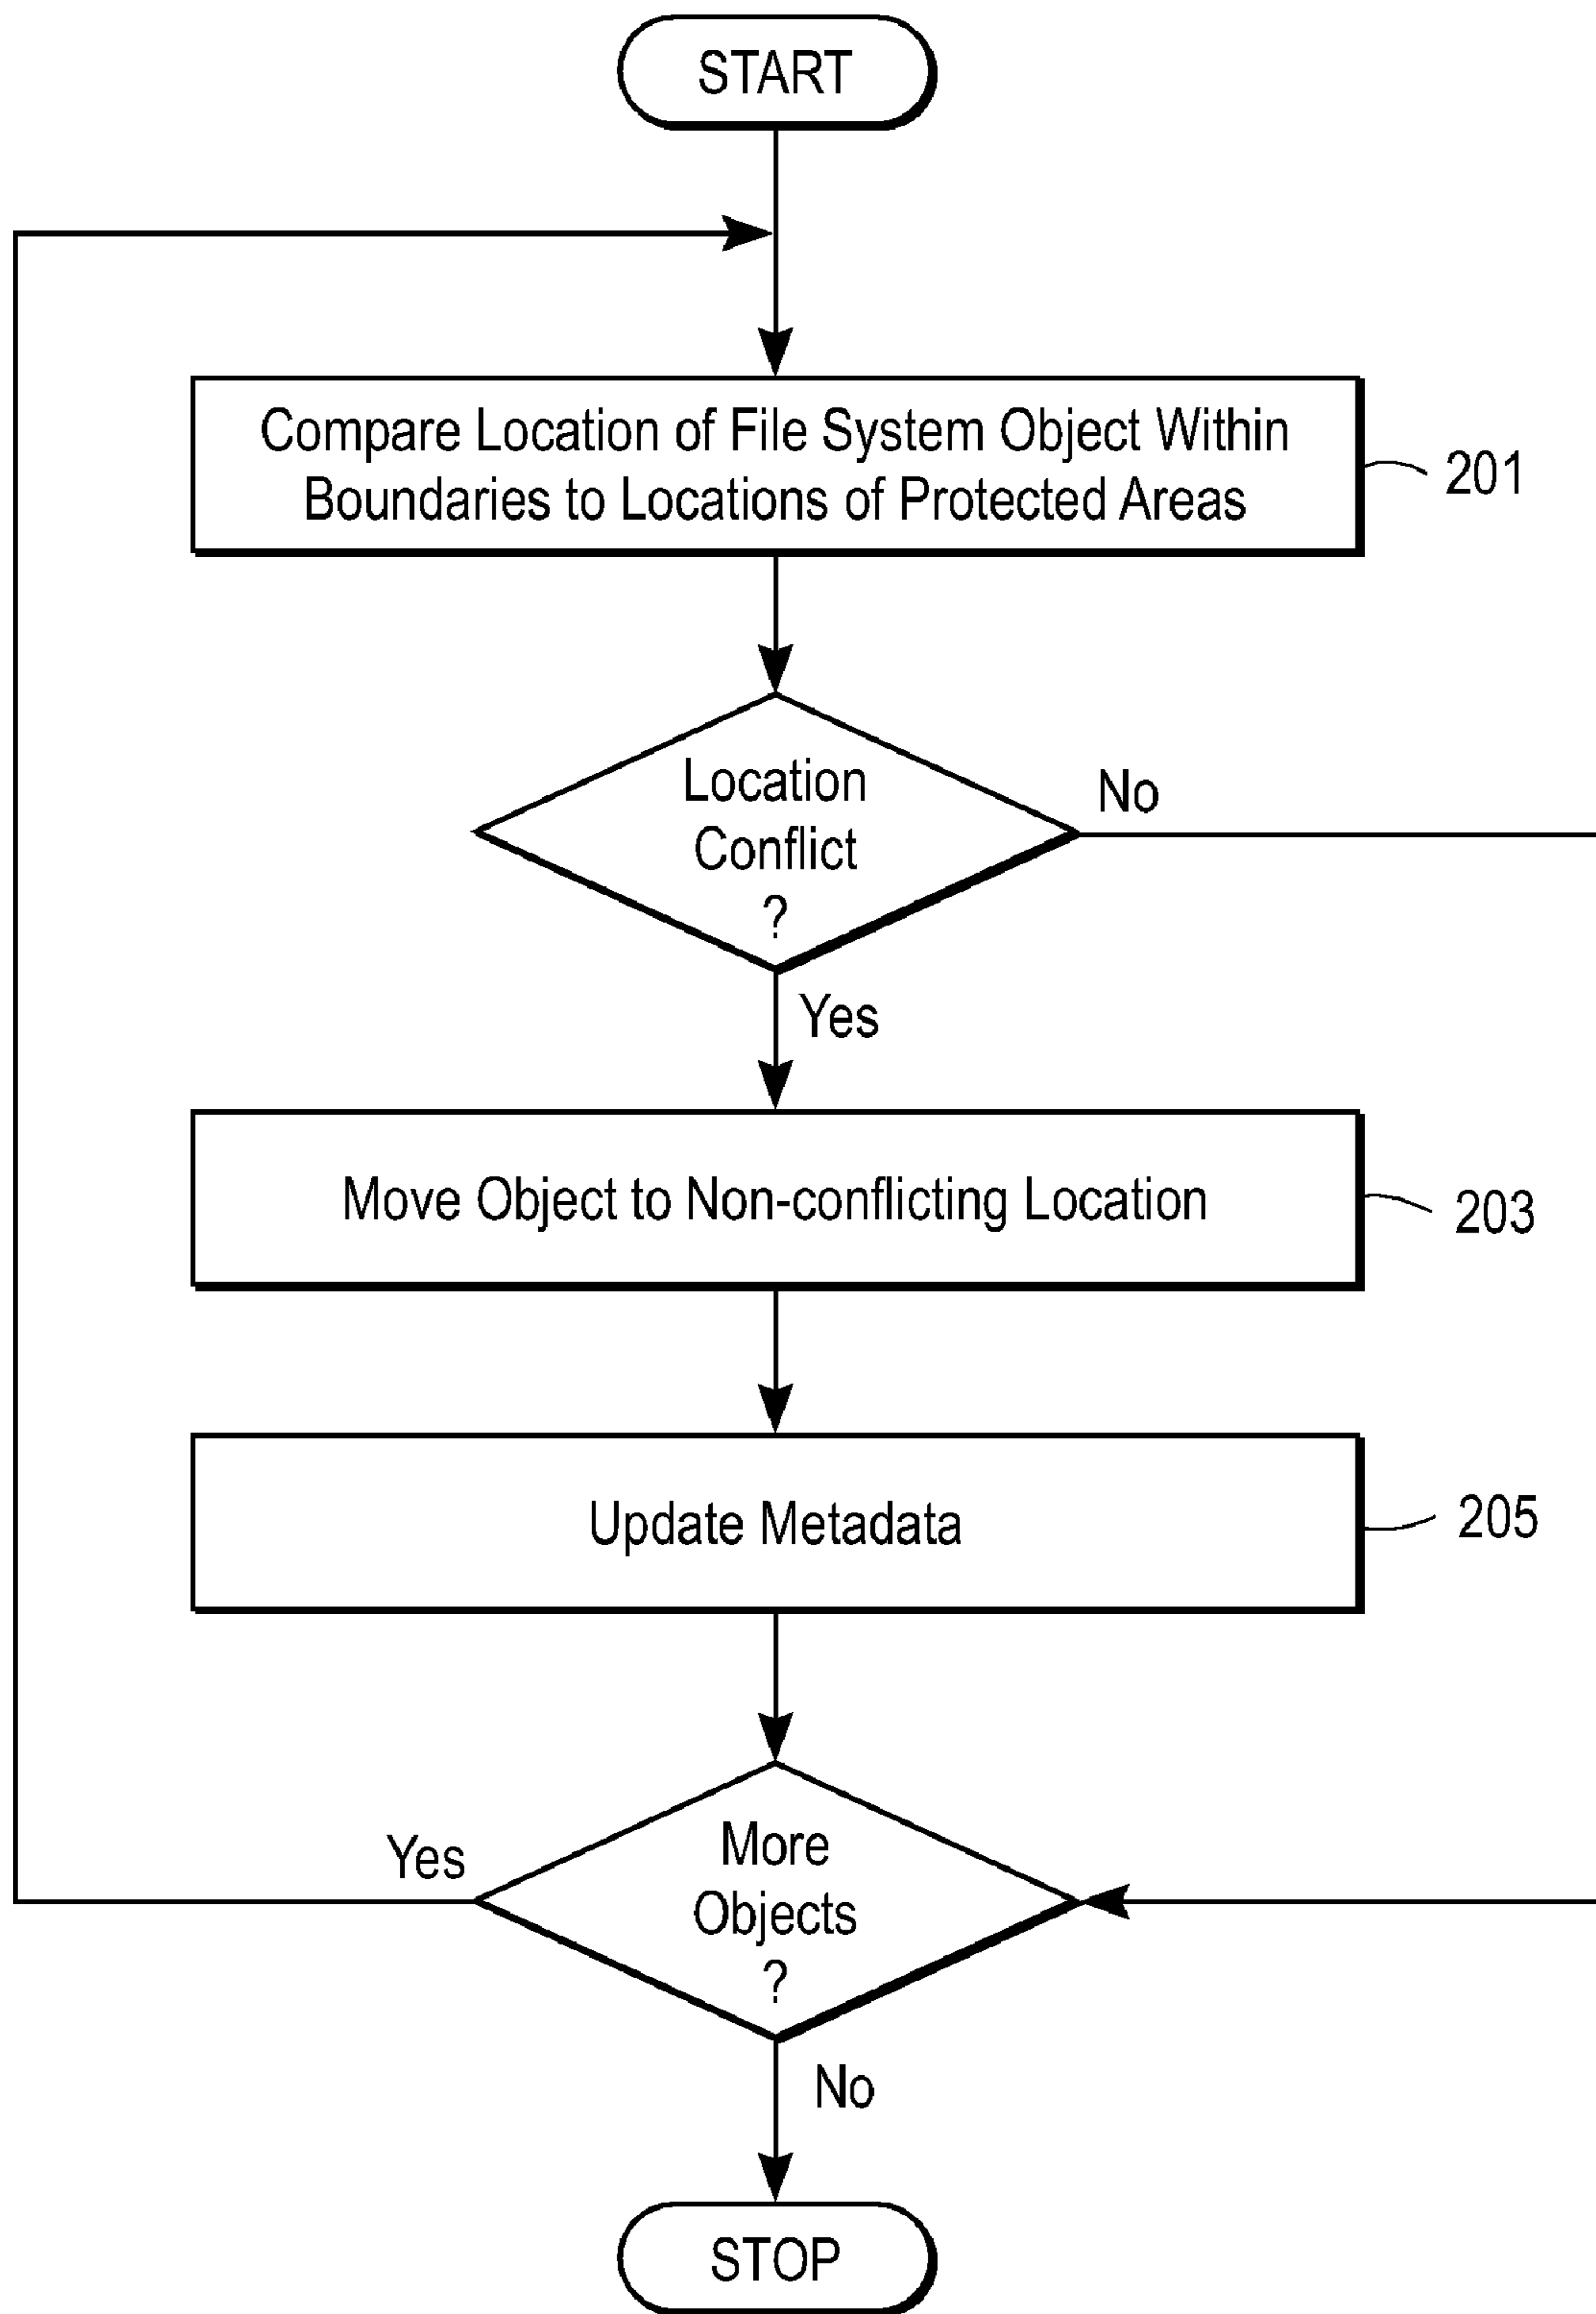 START
Compare Location of File System Object Within
Boundaries to Locations of Protected Areas
201
Location
Conflict
?
No
Yes
Move Object to Non-conflicting Location
203
Update Metadata
205
More
Objects
?
Yes
No
STOP